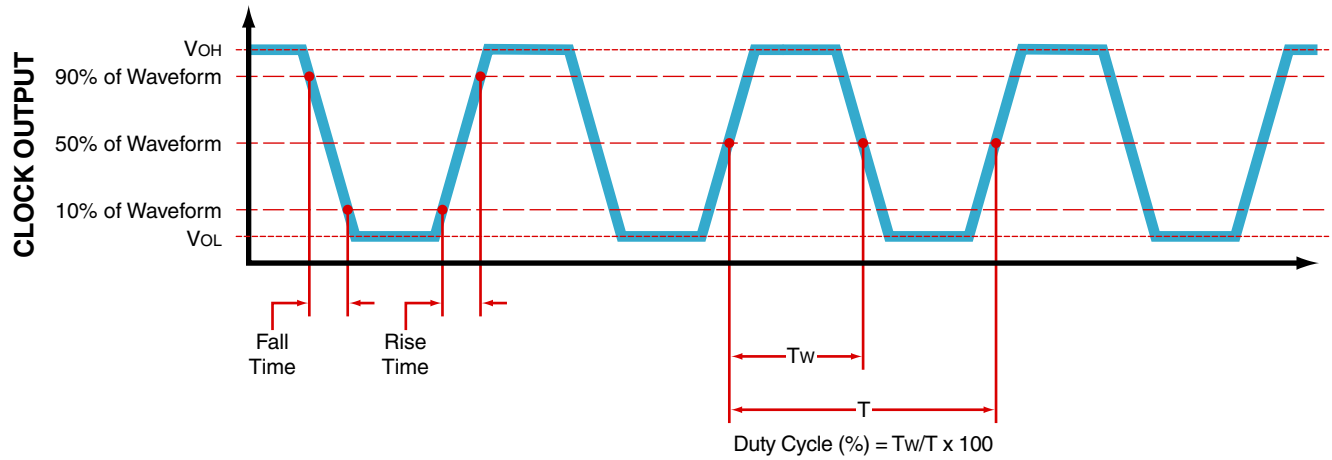 CLOCK OUTPUT
VOH
90% of Waveform
50% of Waveform
10% of Waveform
VOL
Fall
Time
Rise
Time
TW
T
Duty Cycle (%) = TW/T x 100